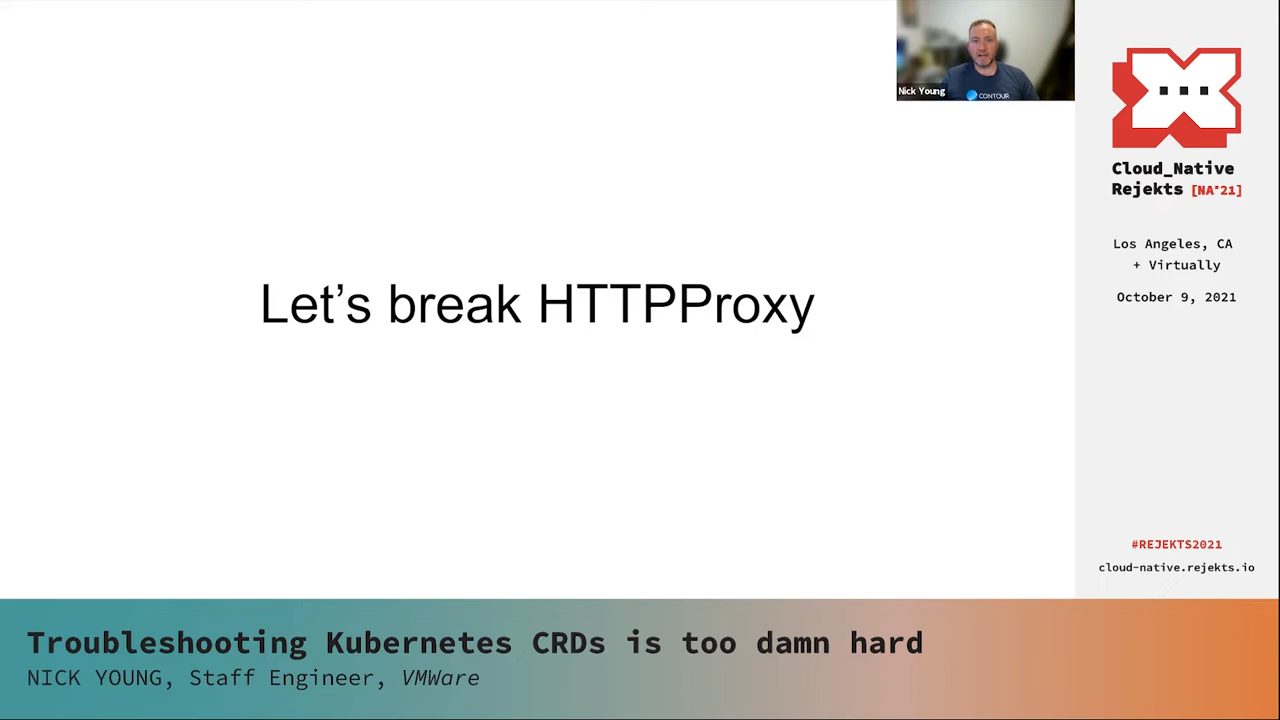 Let's break HTTPProxy
Nick Young
CONTOUR
Cloud_Native
Rejekts [NA'21]
Los Angeles, CA
+ Virtually
October 9, 2021
#REJEKTS2021
cloud-native.rejekts.io
Troubleshooting Kubernetes CRDs is too damn hard
NICK YOUNG, Staff Engineer, VMWare